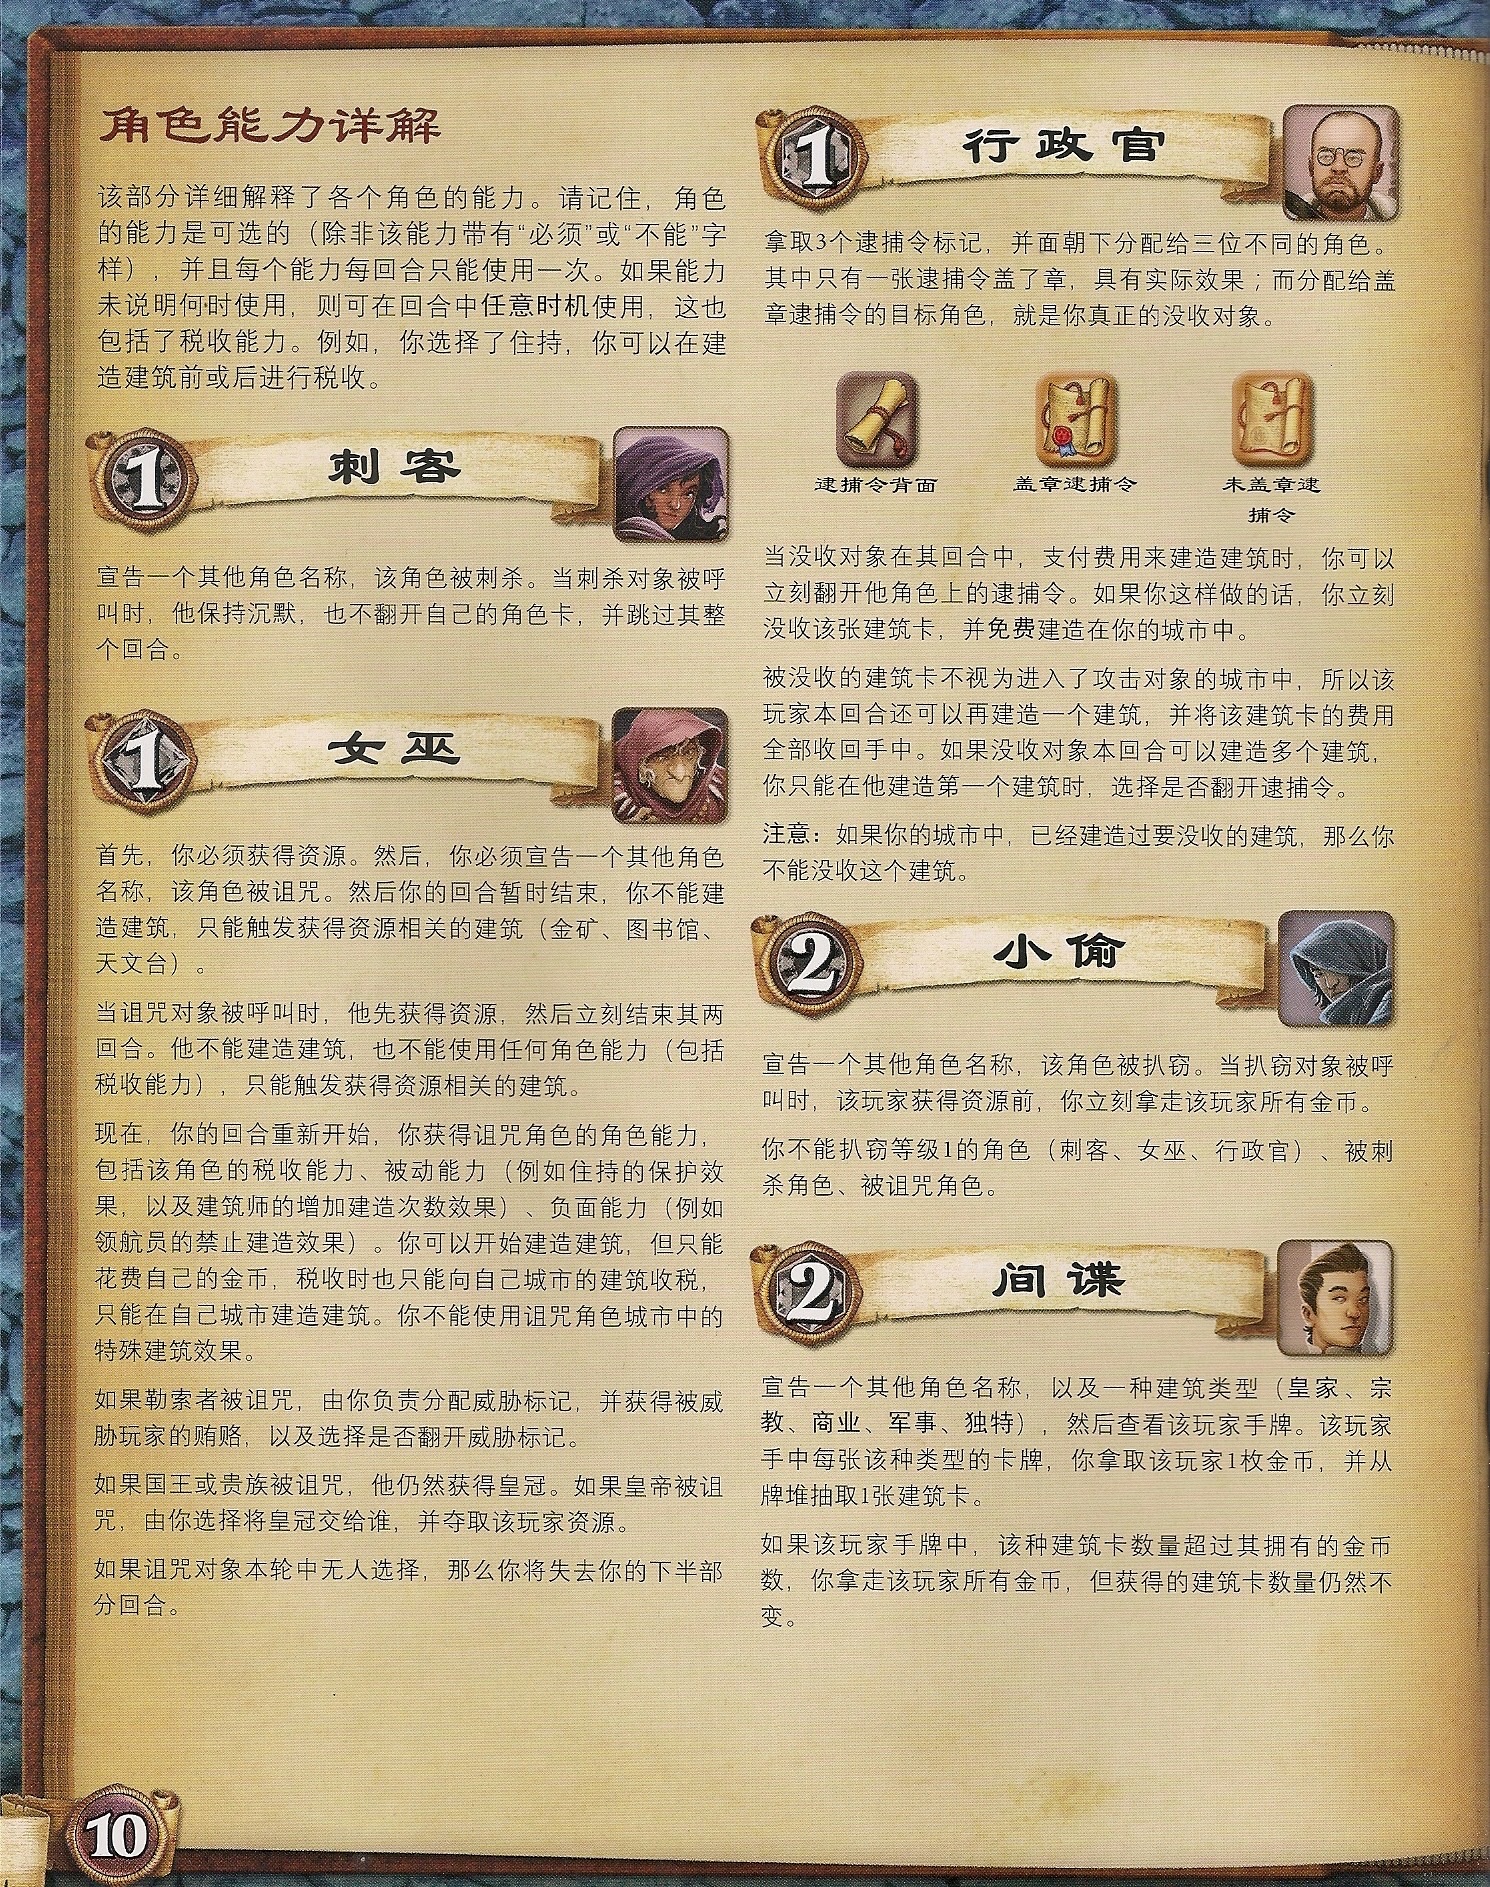 角色能力详解
该部分详细解释了各个角色的能力。请记住，角色
的能力是可选的（除非该能力带有“必须”或“不能”字
样），并且每个能力每回合只能使用一次。如果能力
未说明何时使用，则可在回合中任意时机使用，这也
包括了税收能力。例如，你选择了住持，你可以在建
造建筑前或后进行税收。
1
刺客
宣告一个其他角色名称，该角色被刺杀。当刺杀对象被呼
叫时，他保持沉默，也不翻开自己的角色卡，并跳过其整
个回合。
1
女巫
首先，你必须获得资源。然后，你必须宣告一个其他角色
名称，该角色被诅咒。然后你的回合暂时结束，你不能建
造建筑，只能触发获得资源相关的建筑（金矿、图书馆、
天文台）。
当诅咒对象被呼叫时，他先获得资源，然后立刻结束其两
回合。他不能建造建筑，也不能使用任何角色能力（包括
税收能力），只能触发获得资源相关的建筑。
现在，你的回合重新开始，你获得诅咒角色的角色能力，
包括该角色的税收能力、被动能力（例如住持的保护效
果，以及建筑师的增加建造次数效果）、负面能力（例如
领航员的禁止建造效果）。你可以开始建造建筑，但只能
花费自己的金币，税收时也只能向自己城市的建筑收税，
只能在自己城市建造建筑。你不能使用诅咒角色城市中的
特殊建筑效果。
如果勒索者被诅咒，由你负责分配威胁标记，并获得被威
胁玩家的贿赂，以及选择是否翻开威胁标记。
如果国王或贵族被诅咒，他仍然获得皇冠。如果皇帝被诅
咒，由你选择将皇冠交给谁，并夺取该玩家资源。
如果诅咒对象本轮中无人选择，那么你将失去你的下半部
分回合。
1
行政官
拿取3个逮捕令标记，并面朝下分配给三位不同的角色。
其中只有一张逮捕令盖了章，具有实际效果；而分配给盖
章逮捕令的目标角色，就是你真正的没收对象。
逮捕令背面
盖章逮捕令
未盖章逮
捕令
当没收对象在其回合中，支付费用来建造建筑时，你可以
立刻翻开他角色上的逮捕令。如果你这样做的话，你立刻
没收该张建筑卡，并免费建造在你的城市中。
被没收的建筑卡不视为进入了攻击对象的城市中，所以该
玩家本回合还可以再建造一个建筑，并将该建筑卡的费用
全部收回手中。如果没收对象本回合可以建造多个建筑，
你只能在他建造第一个建筑时，选择是否翻开逮捕令。
注意：如果你的城市中，已经建造过要没收的建筑，那么你
不能没收这个建筑。
2
小偷
宣告一个其他角色名称，该角色被扒窃。当扒窃对象被呼
叫时，该玩家获得资源前，你立刻拿走该玩家所有金币。
你不能扒窃等级1的角色（刺客、女巫、行政官）、被刺
杀角色、被诅咒角色。
2
间谍
宣告一个其他角色名称，以及一种建筑类型（皇家、宗
教、商业、军事、独特），然后查看该玩家手牌。该玩家
手中每张该种类型的卡牌，你拿取该玩家1枚金币，并从
牌堆抽取1张建筑卡。
如果该玩家手牌中，该种建筑卡数量超过其拥有的金币
数，你拿走该玩家所有金币，但获得的建筑卡数量仍然不
变。
10